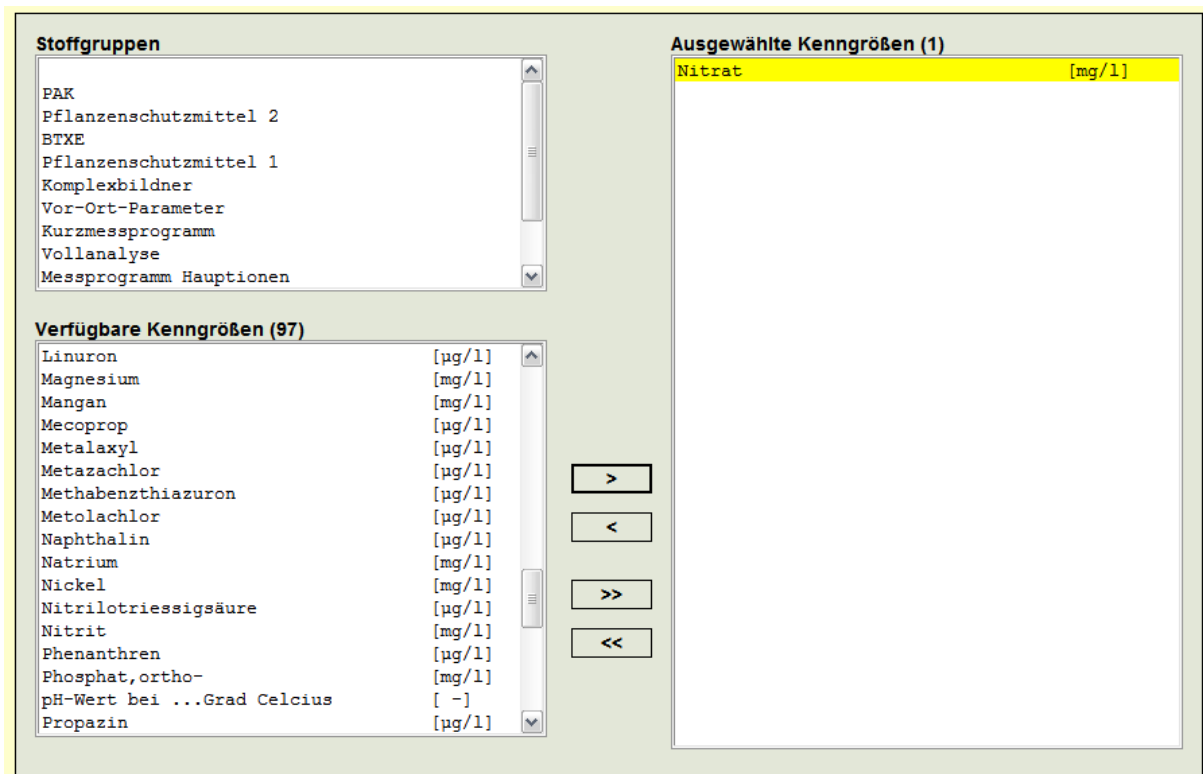 Stoffgruppen
PAK
Pflanzenschutzmittel 2
BTXE
Pflanzenschutzmittel 1
Komplexbildner
Vor-Ort-Parameter
Kurzmessprogramm
Vollanalyse
Messprogramm Hauptionen
Verfügbare Kenngrößen (97)
Linuron [µg/l]
Magnesium [mg/l]
Mangan [mg/l]
Mecoprop [µg/l]
Metalaxyl [µg/l]
Metazachlor [µg/l]
Methabenzthiazuron [µg/l]
Metolachlor [µg/l]
Naphthalin [µg/l]
Natrium [mg/l]
Nickel [mg/l]
Nitrilotriessigsäure [µg/l]
Nitrit [mg/l]
Phenanthren [µg/l]
Phosphat,ortho- [mg/l]
pH-Wert bei ...Grad Celcius [ -]
Propazin [µg/l]
>
<
>>
<<
Ausgewählte Kenngrößen (1)
Nitrat [mg/l]